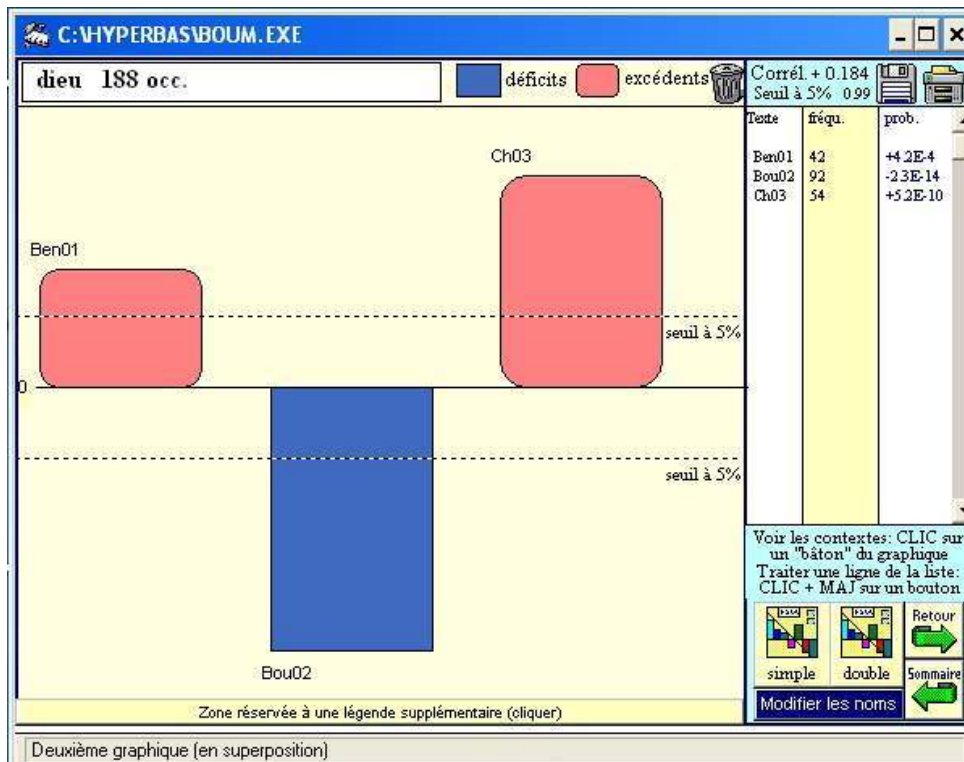 C:\HYPERBAS\BOUM.EXE
dieu 188 occ.
déficits
excédents
Corrél. + 0.184
Seuil à 5% 0.99
Texte fréqu. prob.
Ben01 42 +4.2E-4
Bou02 92 -2.3E-14
Ch03 54 +5.2E-10
Ch03
Ben01
seuil à 5%
0
seuil à 5%
Bou02
Voir les contextes: CLIC sur
un "bâton" du graphique
Traiter une ligne de la liste:
CLIC + MAJ sur un bouton
Retour
simple double Sommaire
Modifier les noms
Zone réservée à une légende supplémentaire (cliquer)
Deuxième graphique (en superposition)